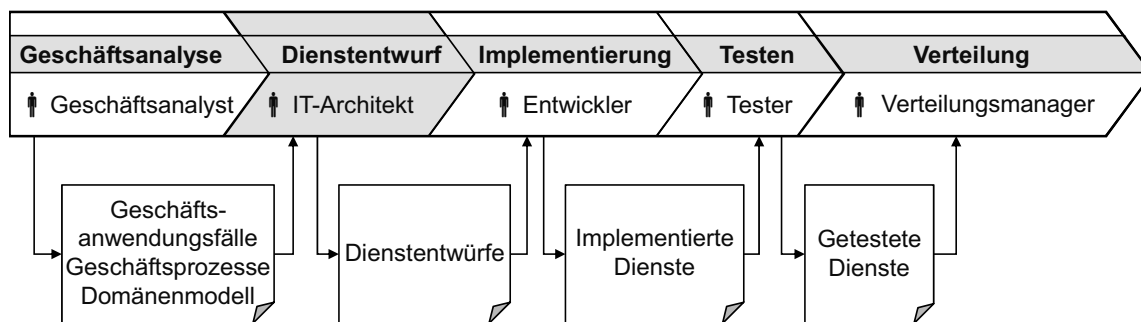 Geschäftsanalyse
Dienstentwurf
Implementierung
Testen
Verteilung
Geschäftsanalyst
IT-Architekt
Entwickler
Tester
Verteilungsmanager
Geschäfts-
anwendungsfälle
Geschäftsprozesse
Domänenmodell
Dienstentwürfe
Implementierte
Dienste
Getestete
Dienste